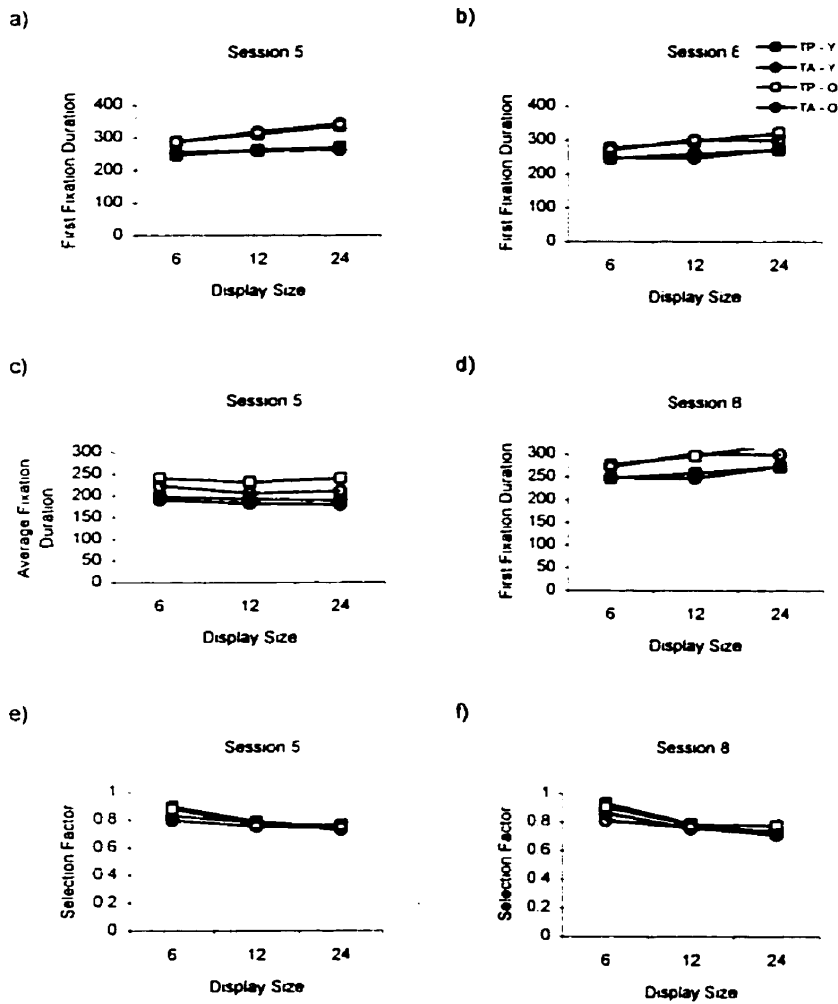 a)
Session 5
First Fixation Duration
400
300
200
100
0
6 12 24
Display Size
b)
Session 8
TP - Y
TA - Y
TP - O
TA - O
First Fixation Duration
400
300
200
100
0
6 12 24
Display Size
c)
Session 5
Average Fixation
Duration
300
250
200
150
100
50
0
6 12 24
Display Size
d)
Session 8
First Fixation Duration
300
250
200
150
100
50
0
6 12 24
Display Size
e)
Session 5
Selection Factor
1
0.8
0.6
0.4
0.2
0
6 12 24
Display Size
f)
Session 8
Selection Factor
1
0.8
0.6
0.4
0.2
0
6 12 24
Display Size